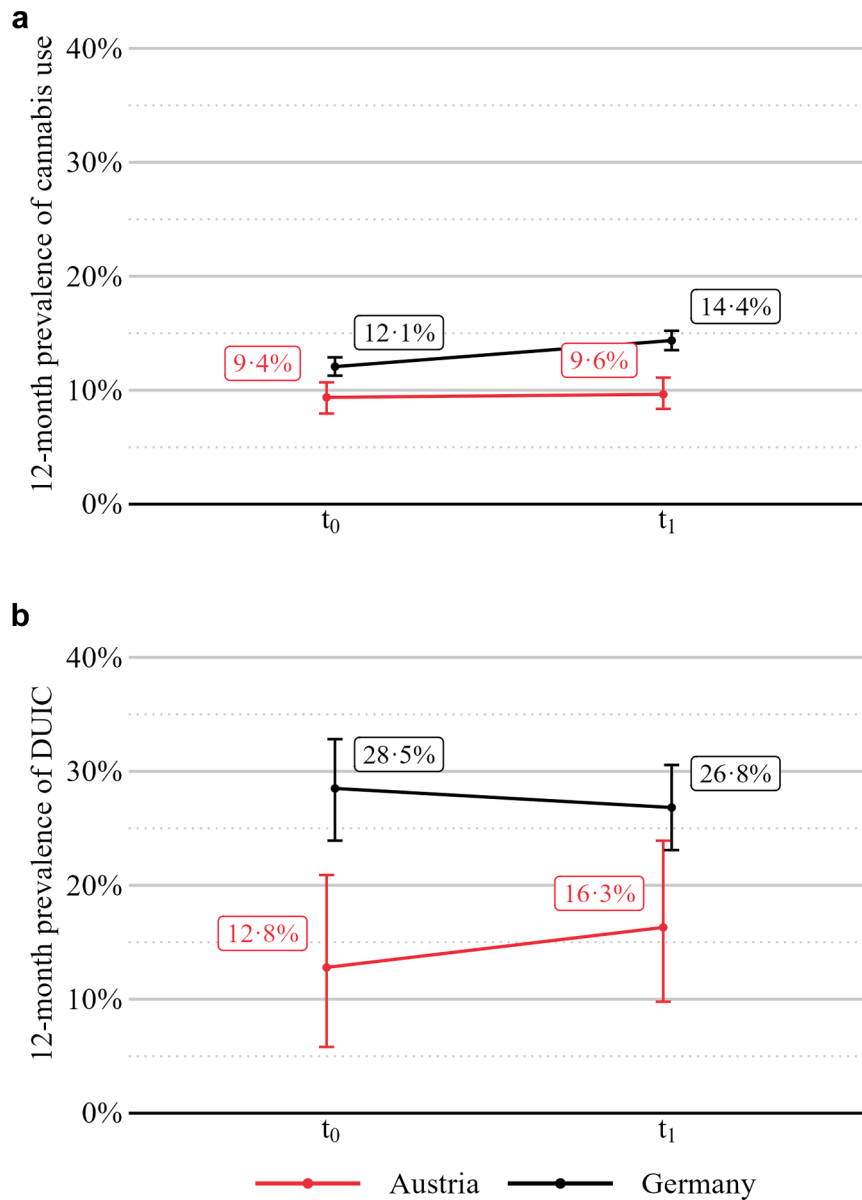 a
12-month prevalence of cannabis use
40%
30%
20%
10%
0%
9·4%
12·1%
9·6%
14·4%
t₀
t₁
b
12-month prevalence of DUIC
40%
30%
20%
10%
0%
28·5%
26·8%
12·8%
16·3%
t₀
t₁
Austria
Germany